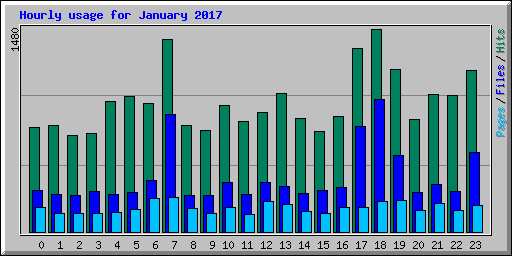 Hourly usage for January 2017
1480
Pages / Files / Hits
0 1 2 3 4 5 6 7 8 9 10 11 12 13 14 15 16 17 18 19 20 21 22 23